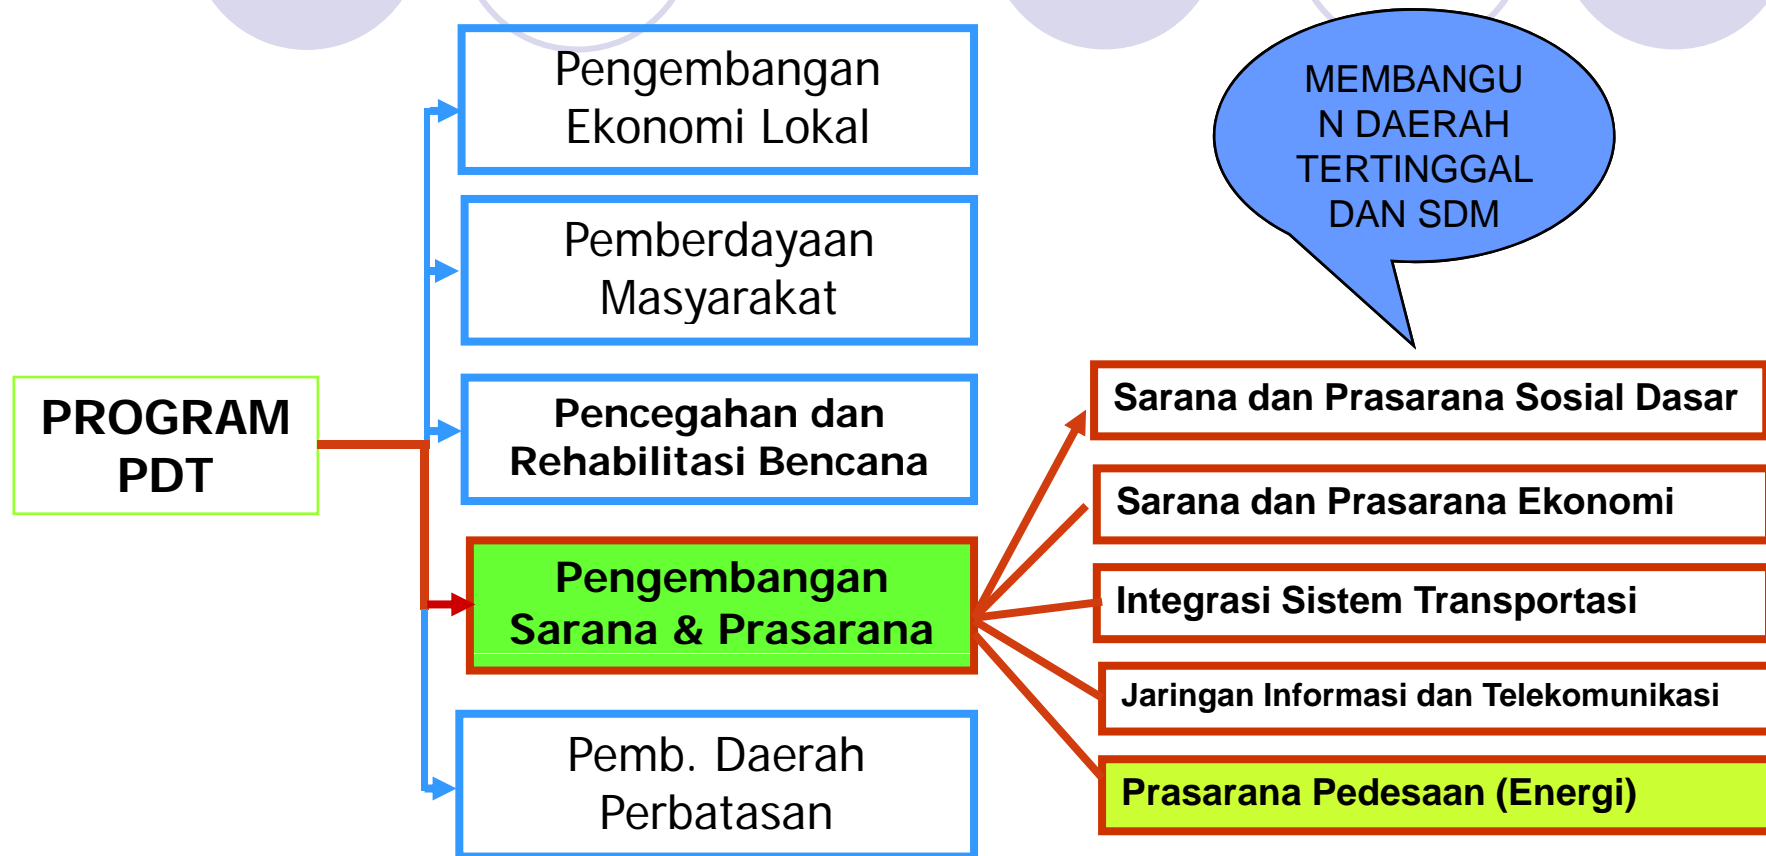 Pengembangan
Ekonomi Lokal
Pemberdayaan
Masyarakat
PROGRAM
PDT
Pencegahan dan
Rehabilitasi Bencana
Pengembangan
Sarana & Prasarana
Pemb. Daerah
Perbatasan
MEMBANGU
N DAERAH
TERTINGGAL
DAN SDM
Sarana dan Prasarana Sosial Dasar
Sarana dan Prasarana Ekonomi
Integrasi Sistem Transportasi
Jaringan Informasi dan Telekomunikasi
Prasarana Pedesaan (Energi)